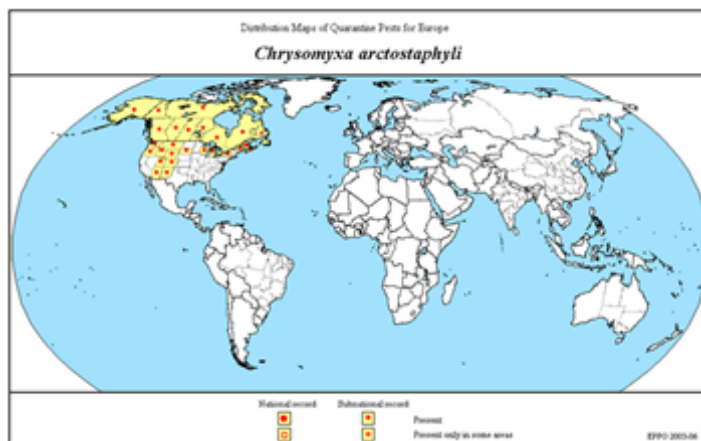 Distribution Maps of Quarantine Pests for Europe
Chrysomyxa arctostaphyli
National record Subnational record
Present
Present only in some areas
EPPO 2003-06